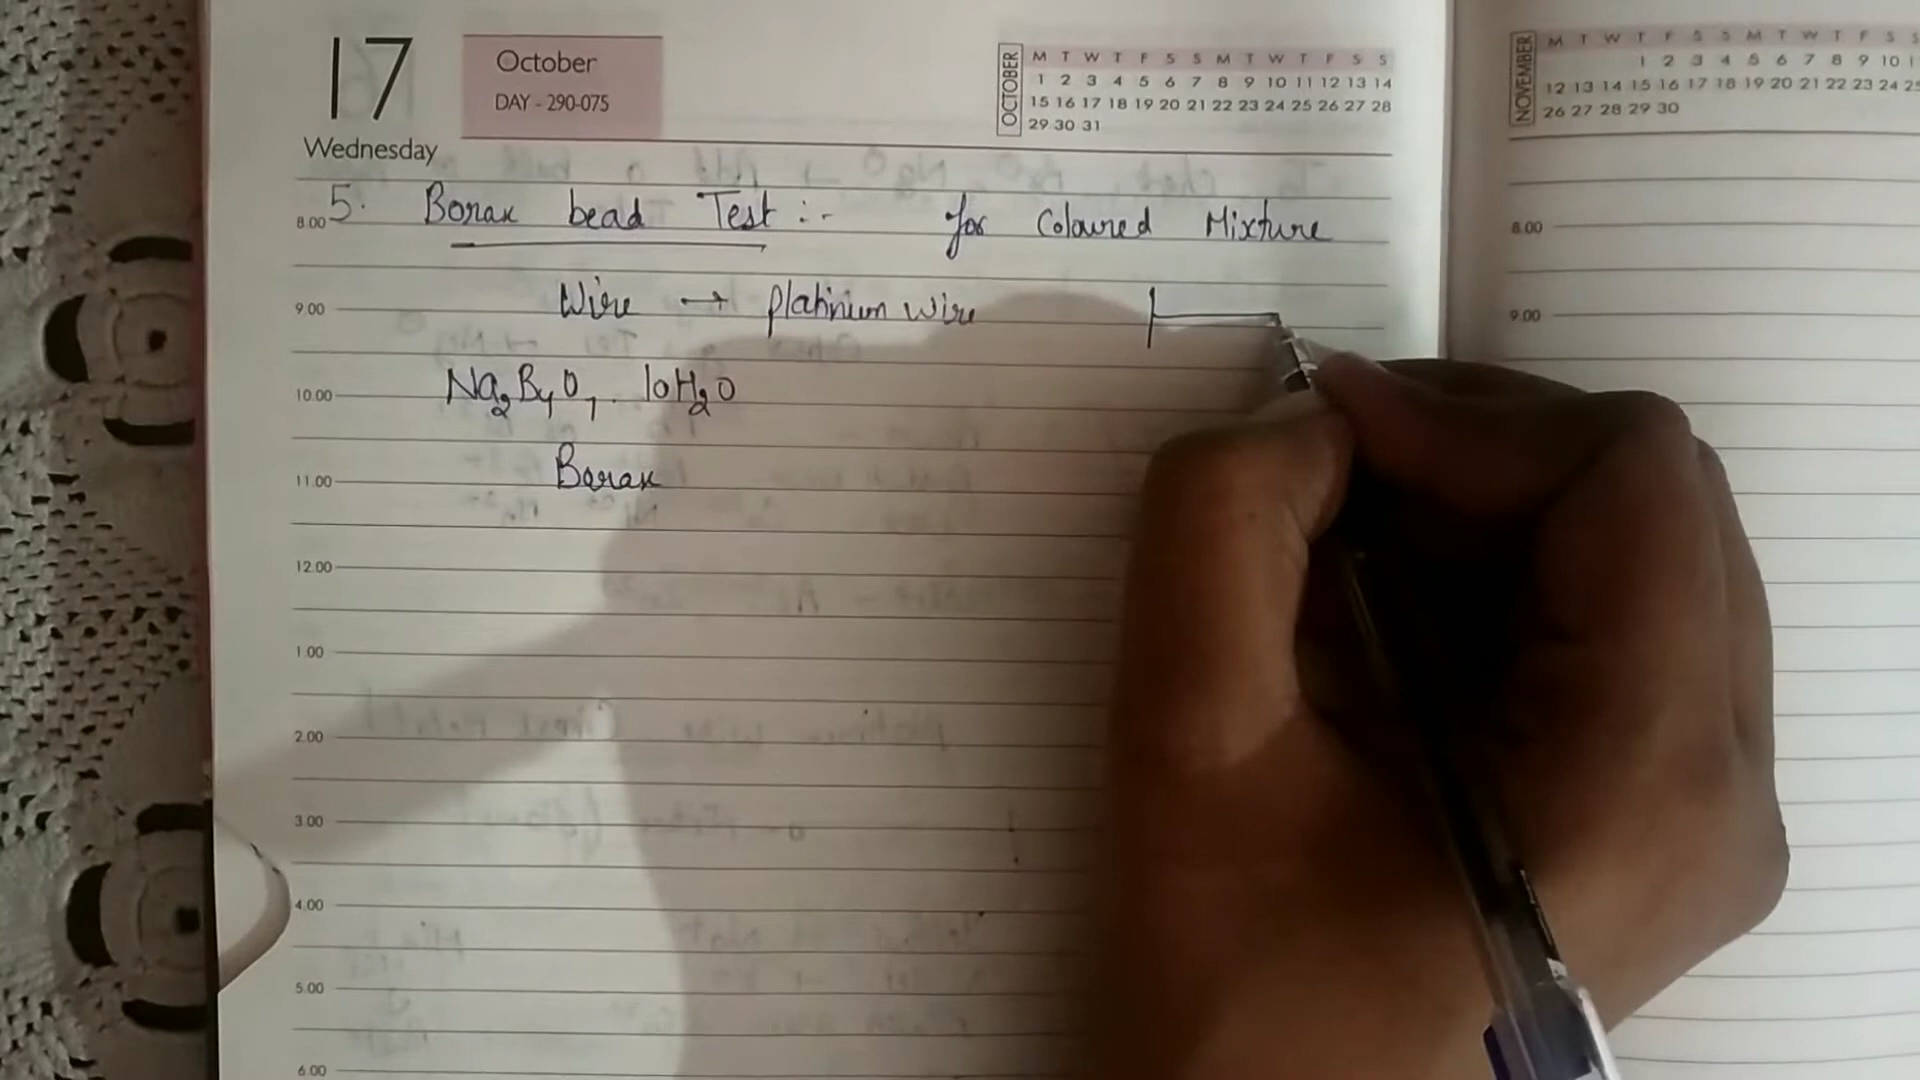 17
October
DAY - 290-075
Wednesday
OCTOBER
M T W T F S S M T W T F S S
1 2 3 4 5 6 7 8 9 10 11 12 13 14
15 16 17 18 19 20 21 22 23 24 25 26 27 28
29 30 31
NOVEMBER
M T W T F S S M T W T F S
1 2 3 4 5 6 7 8 9 10
12 13 14 15 16 17 18 19 20 21 22 23 24
26 27 28 29 30
5. Borax bead Test :- for Coloured Mixture
8.00
Wire → Platinium wire
9.00
Na2B4O7 . 10H2O
10.00
Borax
11.00
12.00
1.00
2.00
3.00
4.00
5.00
6.00
8.00
9.00